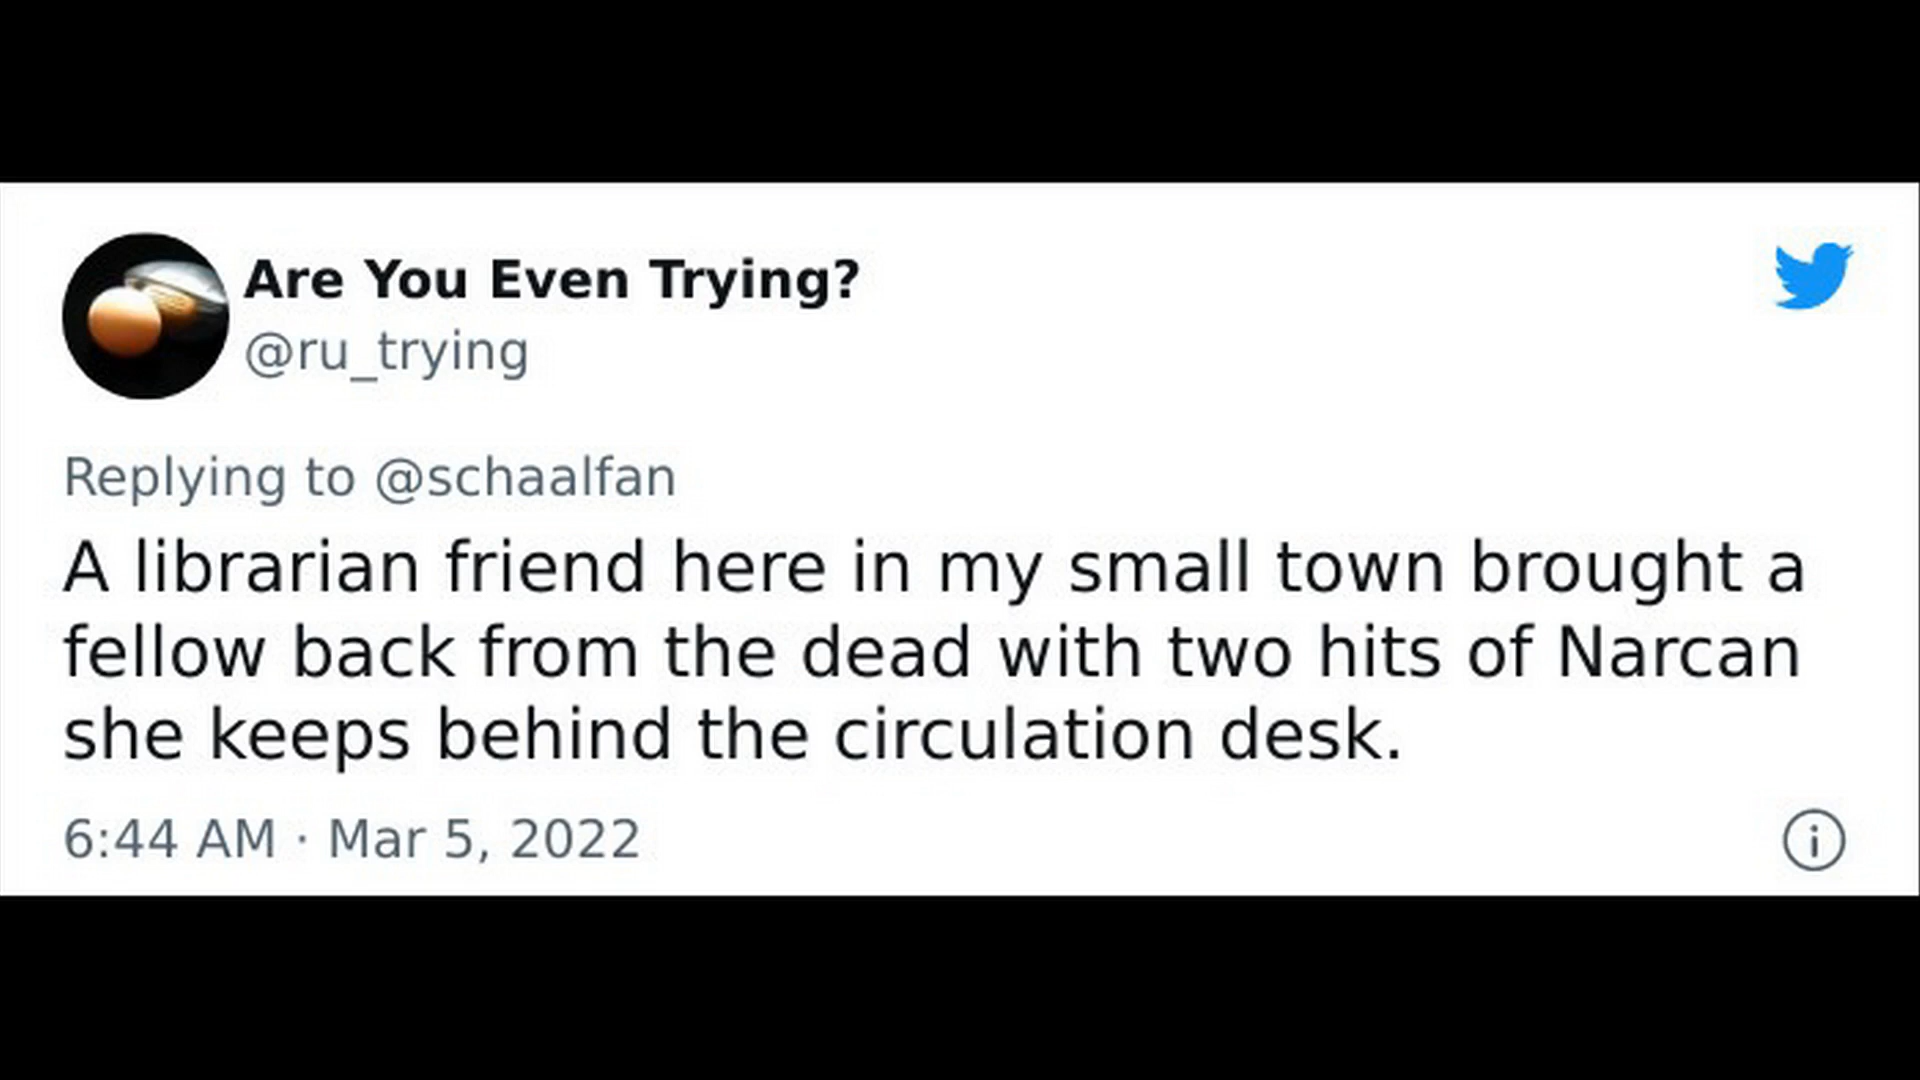 Are You Even Trying?
@ru_trying
Replying to @schaalfan
A librarian friend here in my small town brought a
fellow back from the dead with two hits of Narcan
she keeps behind the circulation desk.
6:44 AM · Mar 5, 2022